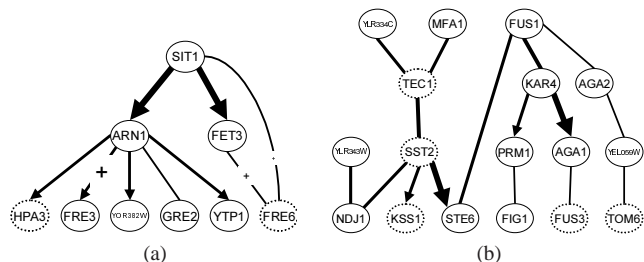 SIT1
ARN1
FET3
+
+
-
HPA3
FRE3
YOR382W
GRE2
YTP1
FRE6
(a)
YLR334C
MFA1
FUS1
TEC1
KAR4
AGA2
YLR343W
SST2
PRM1
AGA1
YEL059W
NDJ1
KSS1
STE6
FIG1
FUS3
TOM6
(b)